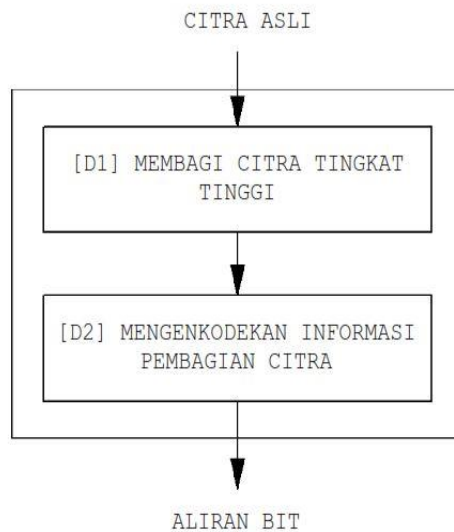 CITRA ASLI
[D1] MEMBAGI CITRA TINGKAT
TINGGI
[D2] MENGENKODEKAN INFORMASI
PEMBAGIAN CITRA
ALIRAN BIT